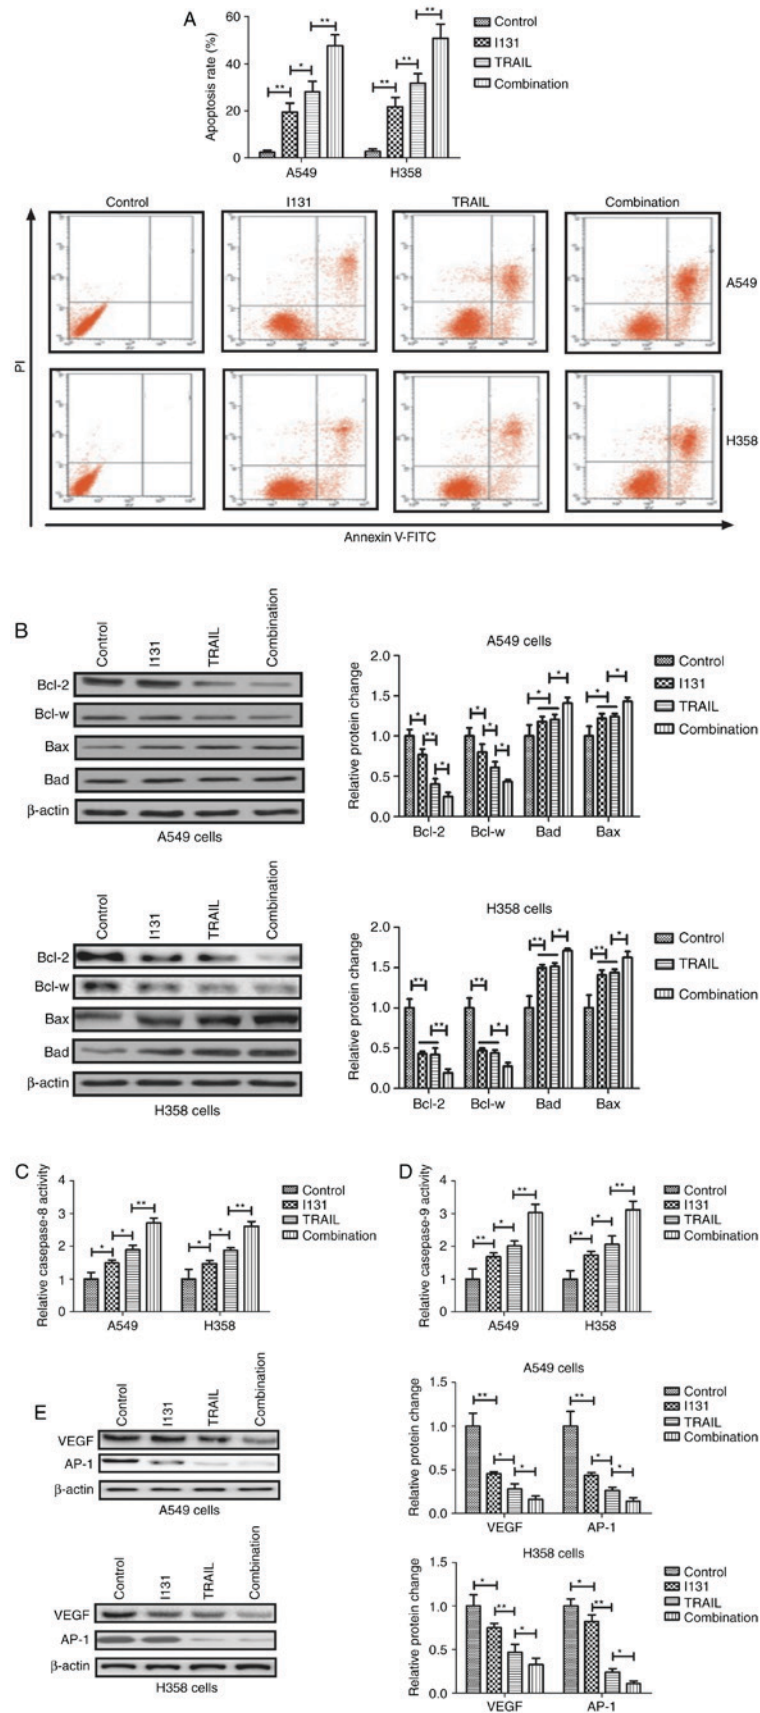 A
Apoptosis rate (%)
60
40
20
0
** * **
** ** **
A549 H358
Control
I131
TRAIL
Combination
Control I131 TRAIL Combination
A549
H358
PI
Annexin V-FITC
B
Control I131 TRAIL Combination
Bcl-2
Bcl-w
Bax
Bad
β-actin
A549 cells
A549 cells
Relative protein change
2.0
1.5
1.0
0.5
0.0
* ** * * * * * * * *
Bcl-2 Bcl-w Bad Bax
Control
I131
TRAIL
Combination
Control I131 TRAIL Combination
Bcl-2
Bcl-w
Bax
Bad
β-actin
H358 cells
H358 cells
Relative protein change
2.0
1.5
1.0
0.5
0.0
** ** ** * ** * ** *
Bcl-2 Bcl-w Bad Bax
Control
TRAIL
Combination
C
Relative casepase-8 activity
4
3
2
1
0
* * **
* * **
A549 H358
Control
I131
TRAIL
Combination
D
Relative casepase-9 activity
4
3
2
1
0
** * **
** * **
A549 H358
Control
I131
TRAIL
Combination
E
Control I131 TRAIL Combination
VEGF
AP-1
β-actin
A549 cells
A549 cells
Relative protein change
1.5
1.0
0.5
0.0
** * *
** * *
VEGF AP-1
Control
I131
TRAIL
Combination
Control I131 TRAIL Combination
VEGF
AP-1
β-actin
H358 cells
H358 cells
Relative protein change
1.5
1.0
0.5
0.0
* ** *
* ** *
VEGF AP-1
Control
I131
TRAIL
Combination